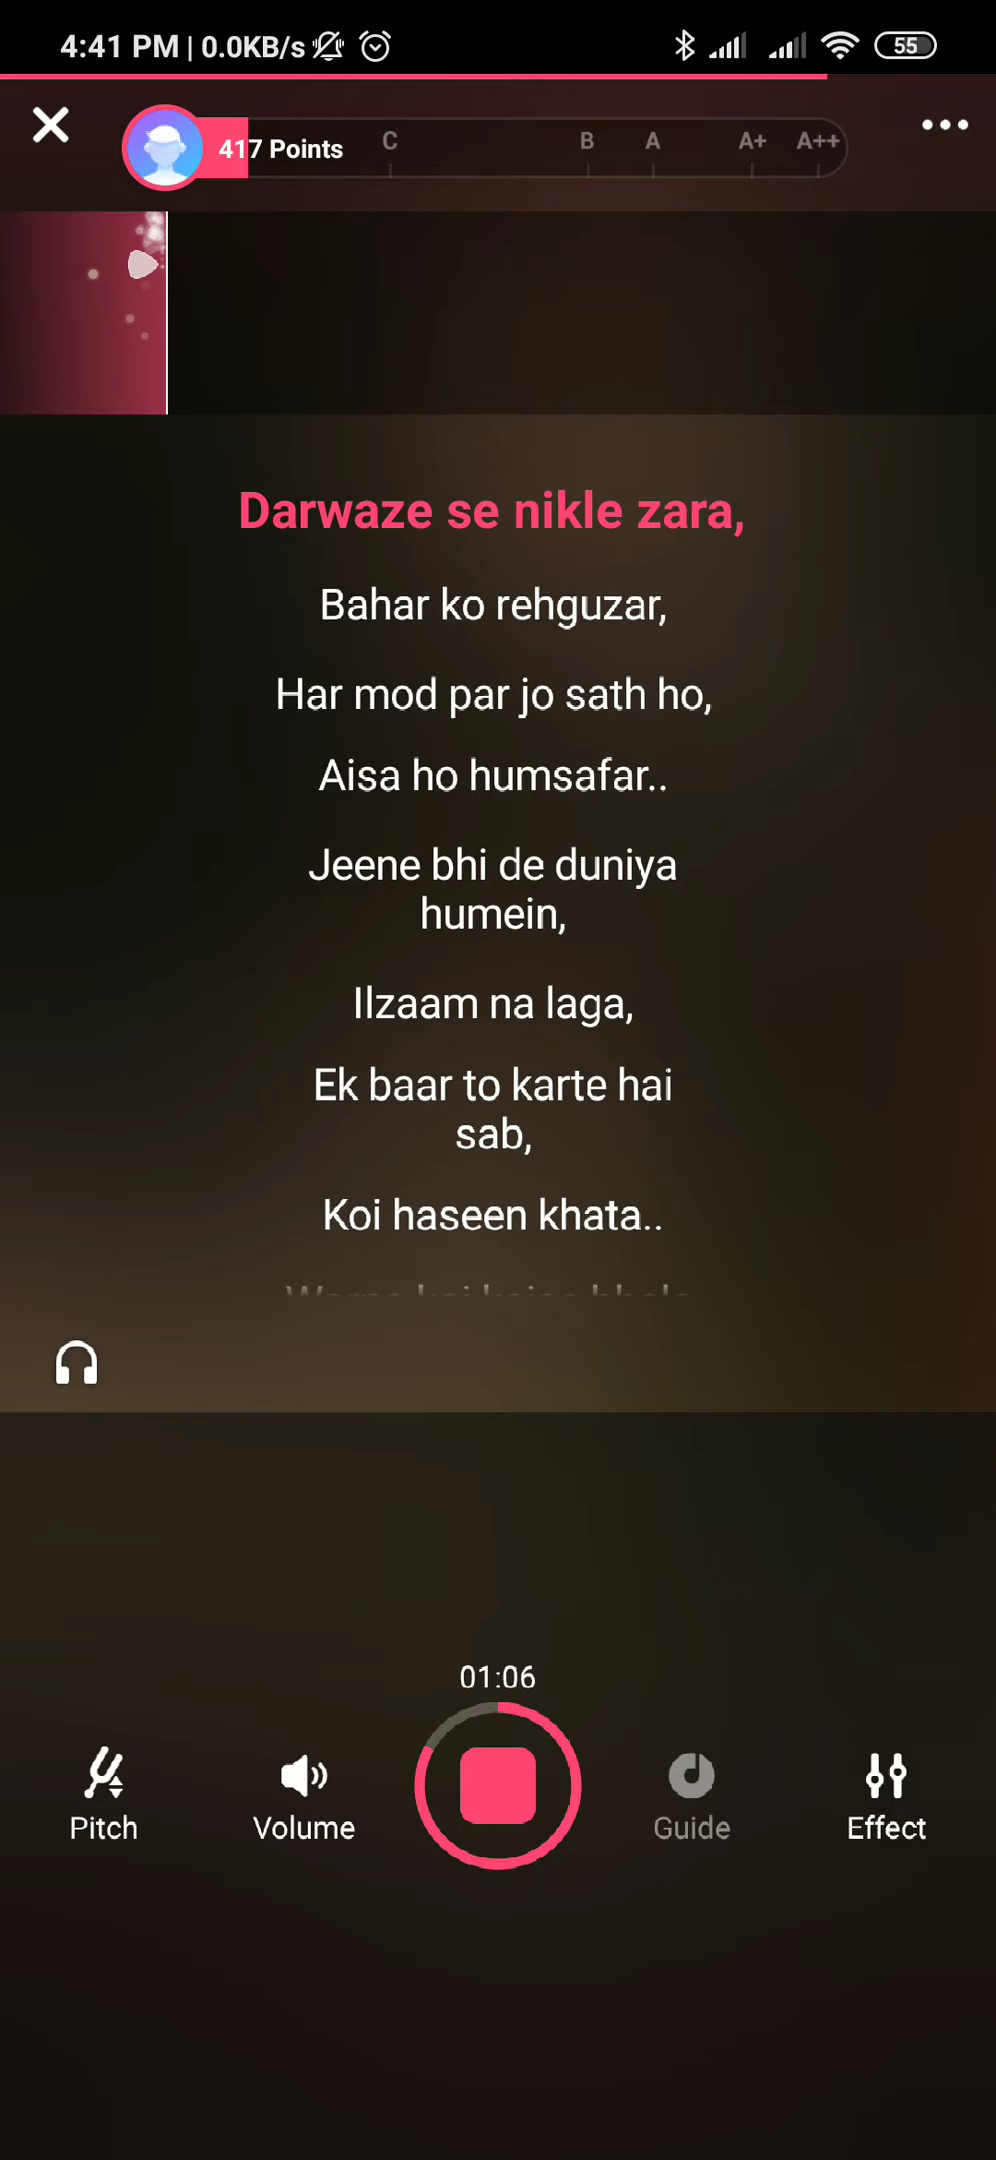 4:41 PM | 0.0KB/s 55
417 Points C B A A+ A++
Darwaze se nikle zara,
Bahar ko rehguzar,
Har mod par jo sath ho,
Aisa ho humsafar..
Jeene bhi de duniya
humein,
Ilzaam na laga,
Ek baar to karte hai
sab,
Koi haseen khata..
01:06
Pitch Volume Guide Effect